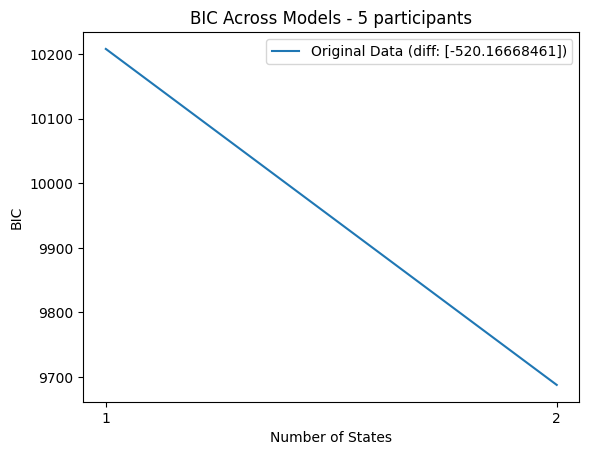 BIC Across Models - 5 participants
Original Data (diff: [-520.16668461])
10200
10100
10000
9900
9800
9700
BIC
1
2
Number of States